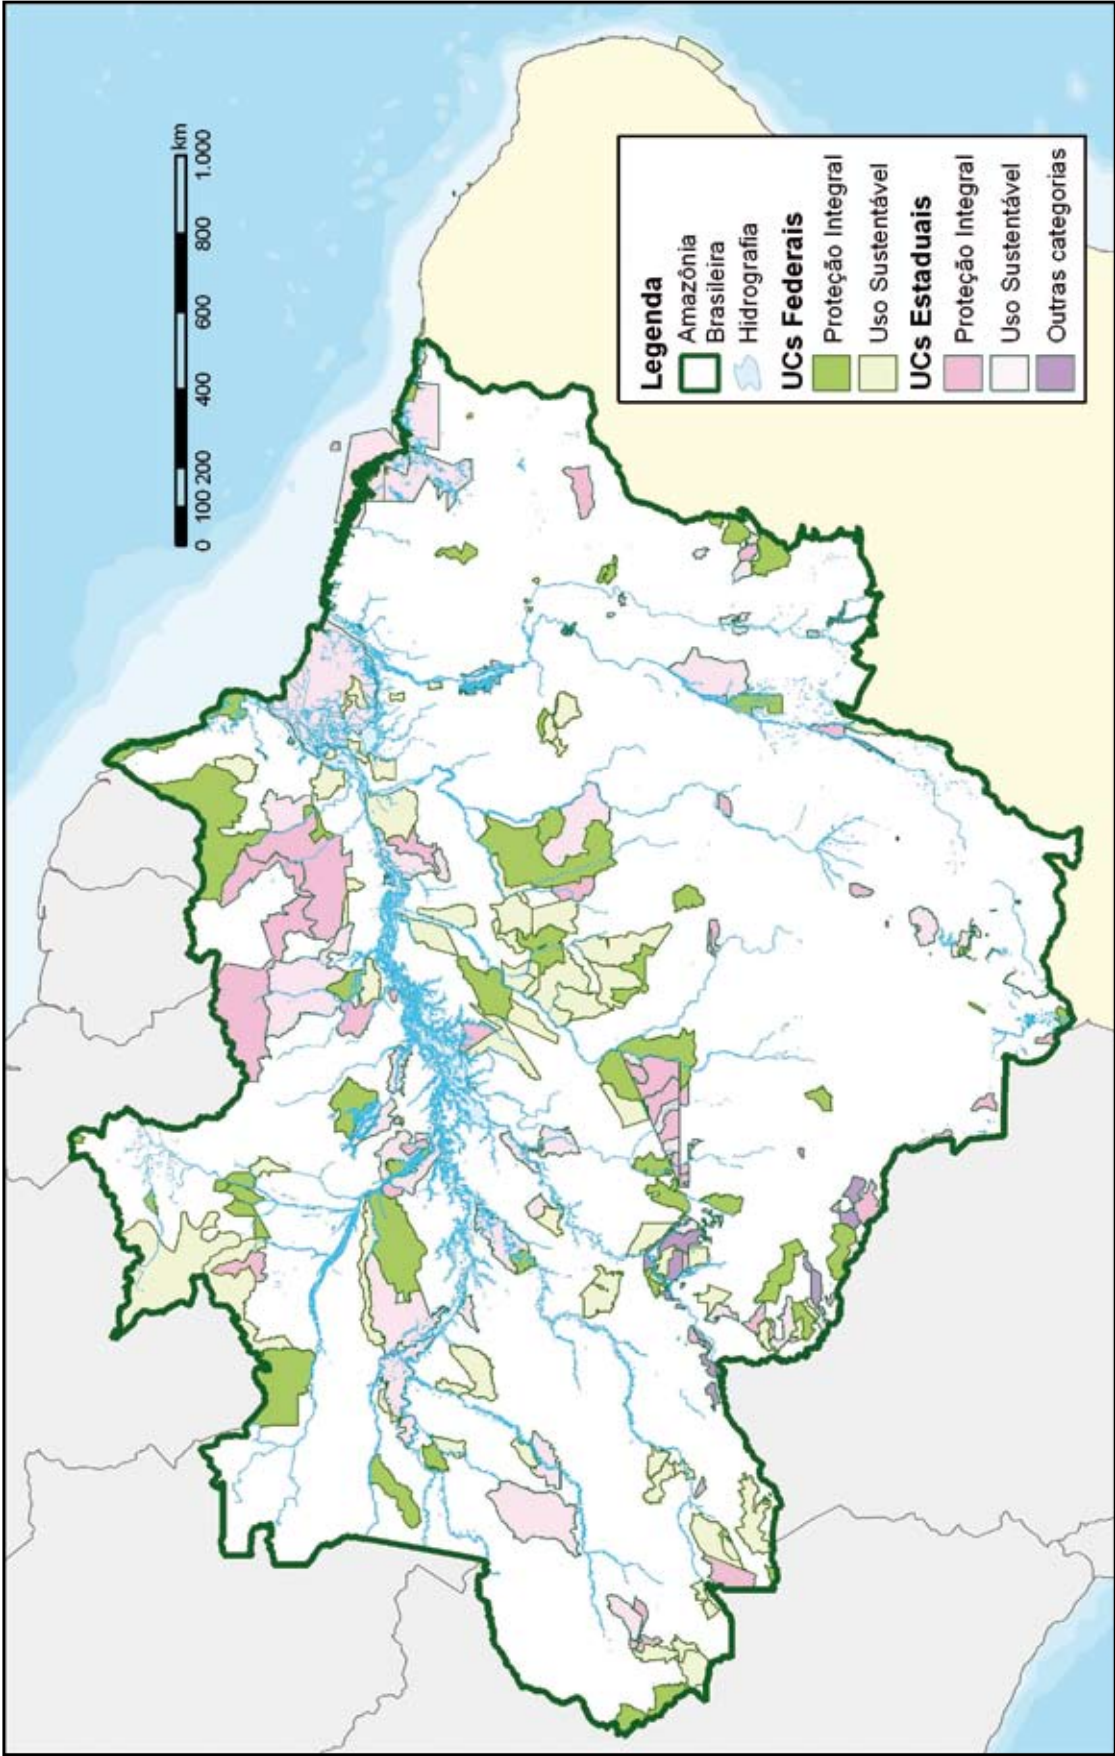 0 100 200 400 600 800 1.000 km
Legenda
Amazônia
Brasileira
Hidrografia
UCs Federais
Proteção Integral
Uso Sustentável
UCs Estaduais
Proteção Integral
Uso Sustentável
Outras categorias